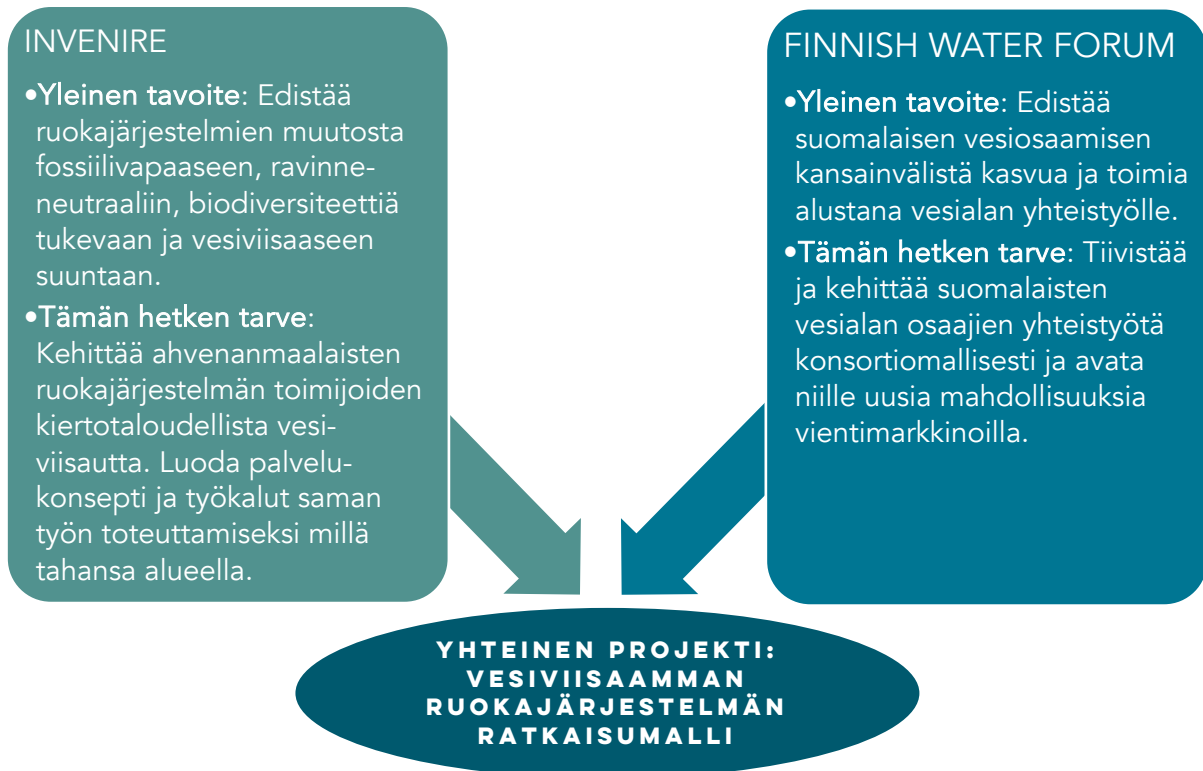 INVENIRE
•Yleinen tavoite: Edistää
ruokajärjestelmien muutosta
fossiilivapaaseen, ravinne-
neutraaliin, biodiversiteettiä
tukevaan ja vesiviisaaseen
suuntaan.
•Tämän hetken tarve:
Kehittää ahvenanmaalaisten
ruokajärjestelmän toimijoiden
kiertotaloudellista vesi-
viisautta. Luoda palvelu-
konsepti ja työkalut saman
työn toteuttamiseksi millä
tahansa alueella.
FINNISH WATER FORUM
•Yleinen tavoite: Edistää
suomalaisen vesiosaamisen
kansainvälistä kasvua ja toimia
alustana vesialan yhteistyölle.
•Tämän hetken tarve: Tiivistää
ja kehittää suomalaisten
vesialan osaajien yhteistyötä
konsortiomallisesti ja avata
niille uusia mahdollisuuksia
vientimarkkinoilla.
YHTEINEN PROJEKTI:
VESIVIISAAMMAN
RUOKAJÄRJESTELMÄN
RATKAISUMALLI